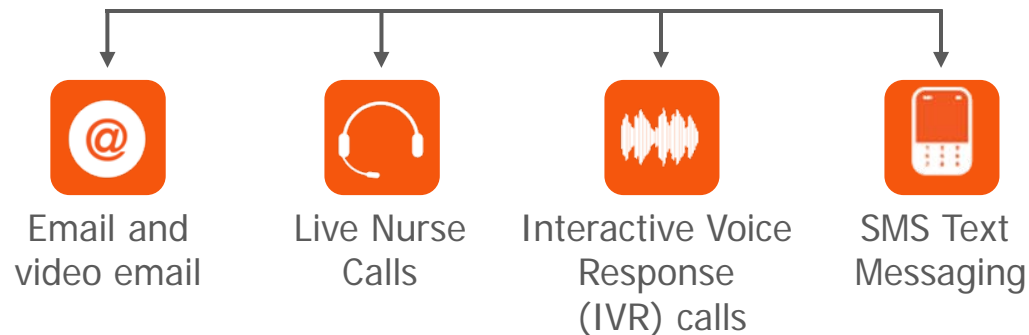 @
Email and
video email
Live Nurse
Calls
Interactive Voice
Response
(IVR) calls
SMS Text
Messaging